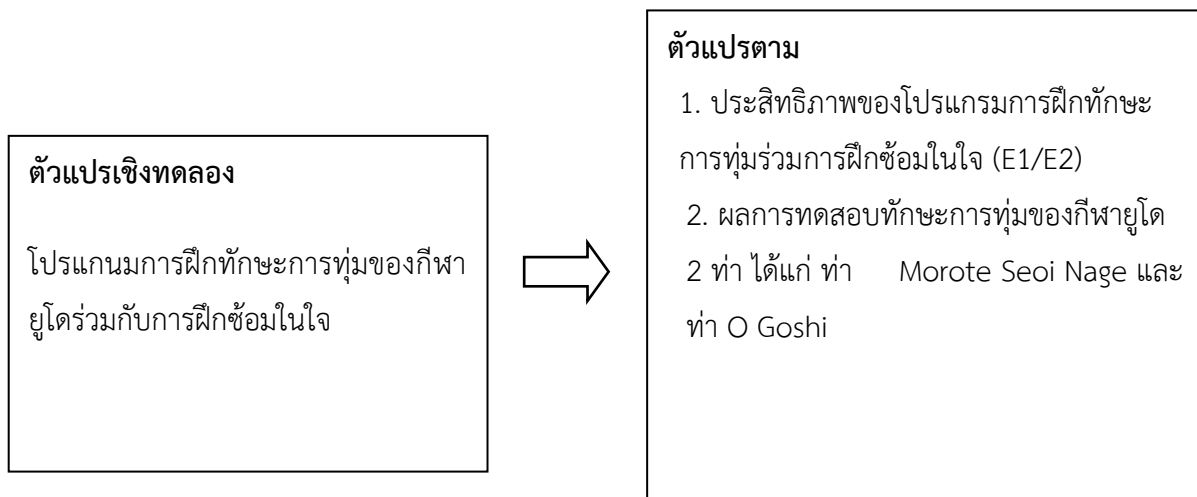 ตัวแปรเชิงทดลอง
โปรแกนมการฝึกทักษะการทุ่มของกีฬา
ยูโดร่วมกับการฝึกซ้อมในใจ
ตัวแปรตาม
1. ประสิทธิภาพของโปรแกรมการฝึกทักษะ
การทุ่มร่วมการฝึกซ้อมในใจ (E1/E2)
2. ผลการทดสอบทักษะการทุ่มของกีฬายูโด
2 ท่า ได้แก่ ท่า Morote Seoi Nage และ
ท่า O Goshi